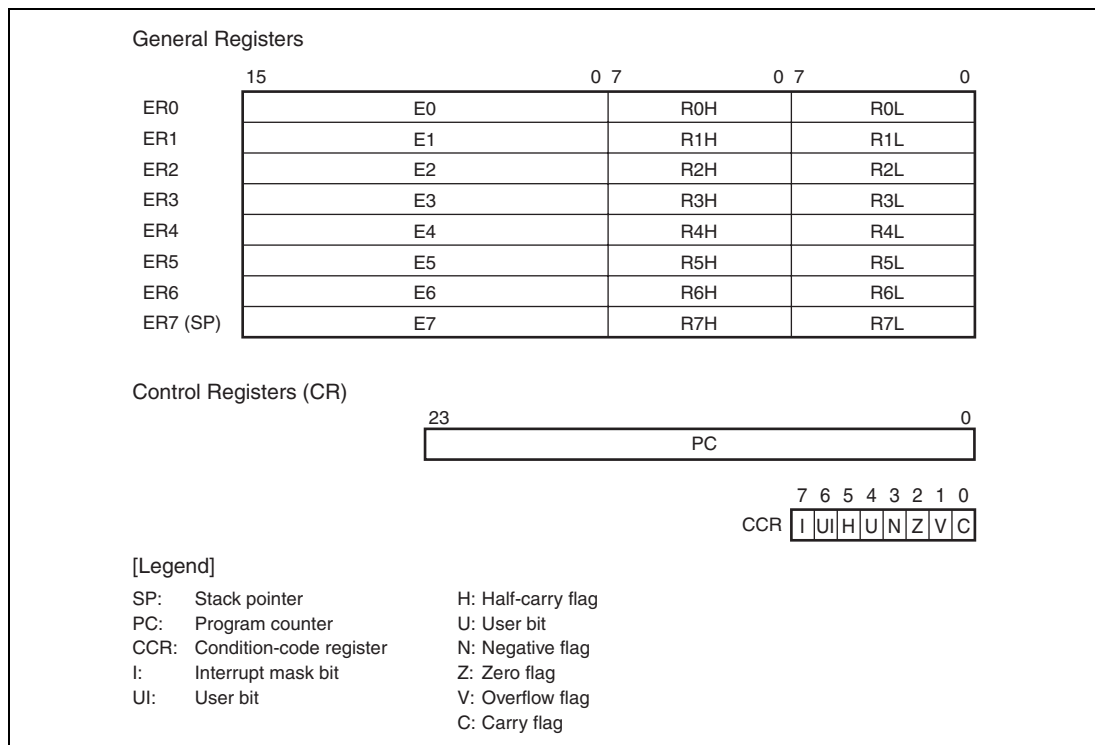 General Registers
15 0 7 0 7 0
ER0 E0 R0H R0L
ER1 E1 R1H R1L
ER2 E2 R2H R2L
ER3 E3 R3H R3L
ER4 E4 R4H R4L
ER5 E5 R5H R5L
ER6 E6 R6H R6L
ER7 (SP) E7 R7H R7L
Control Registers (CR)
23 0
PC
7 6 5 4 3 2 1 0
CCR I UI H U N Z V C
[Legend]
SP: Stack pointer
PC: Program counter
CCR: Condition-code register
I: Interrupt mask bit
UI: User bit
H: Half-carry flag
U: User bit
N: Negative flag
Z: Zero flag
V: Overflow flag
C: Carry flag